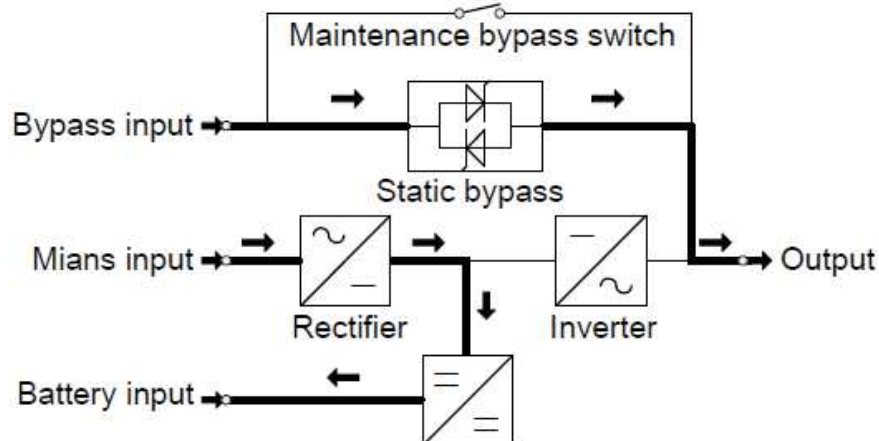 Maintenance bypass switch
Bypass input
Static bypass
Mians input
Output
Rectifier
Inverter
Battery input